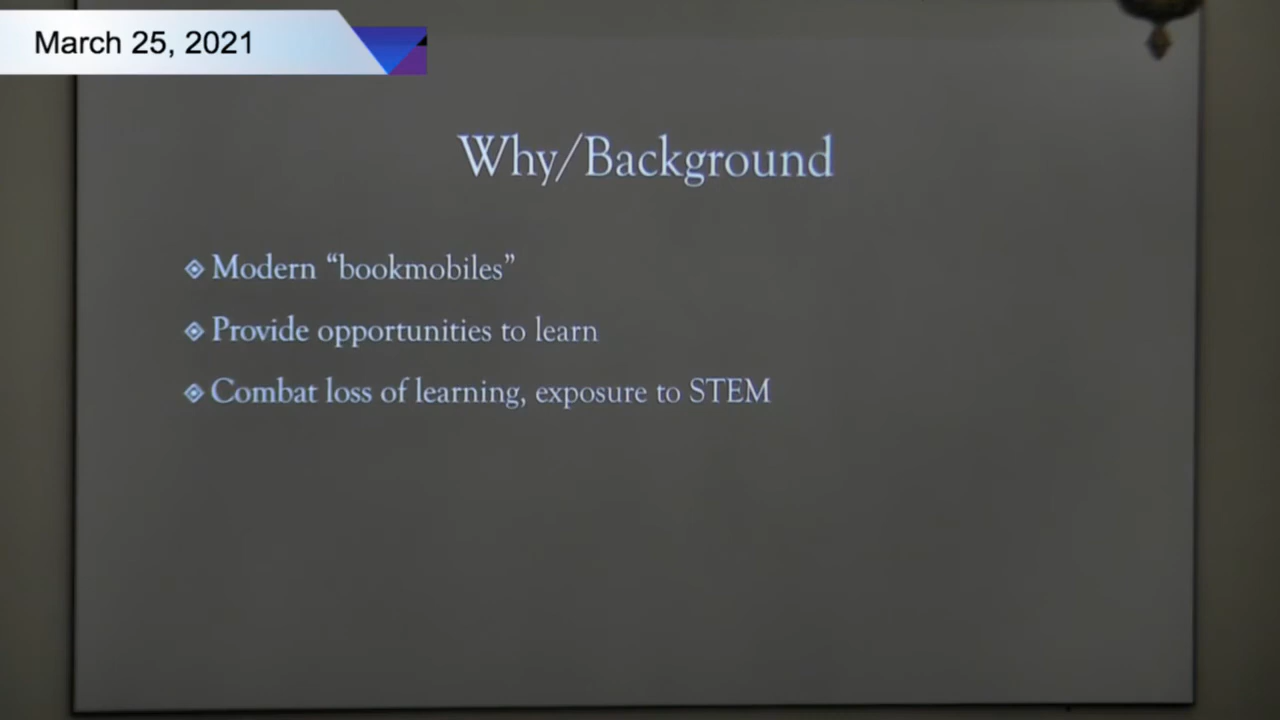 March 25, 2021
Why/Background
Modern “bookmobiles”
Provide opportunities to learn
Combat loss of learning, exposure to STEM